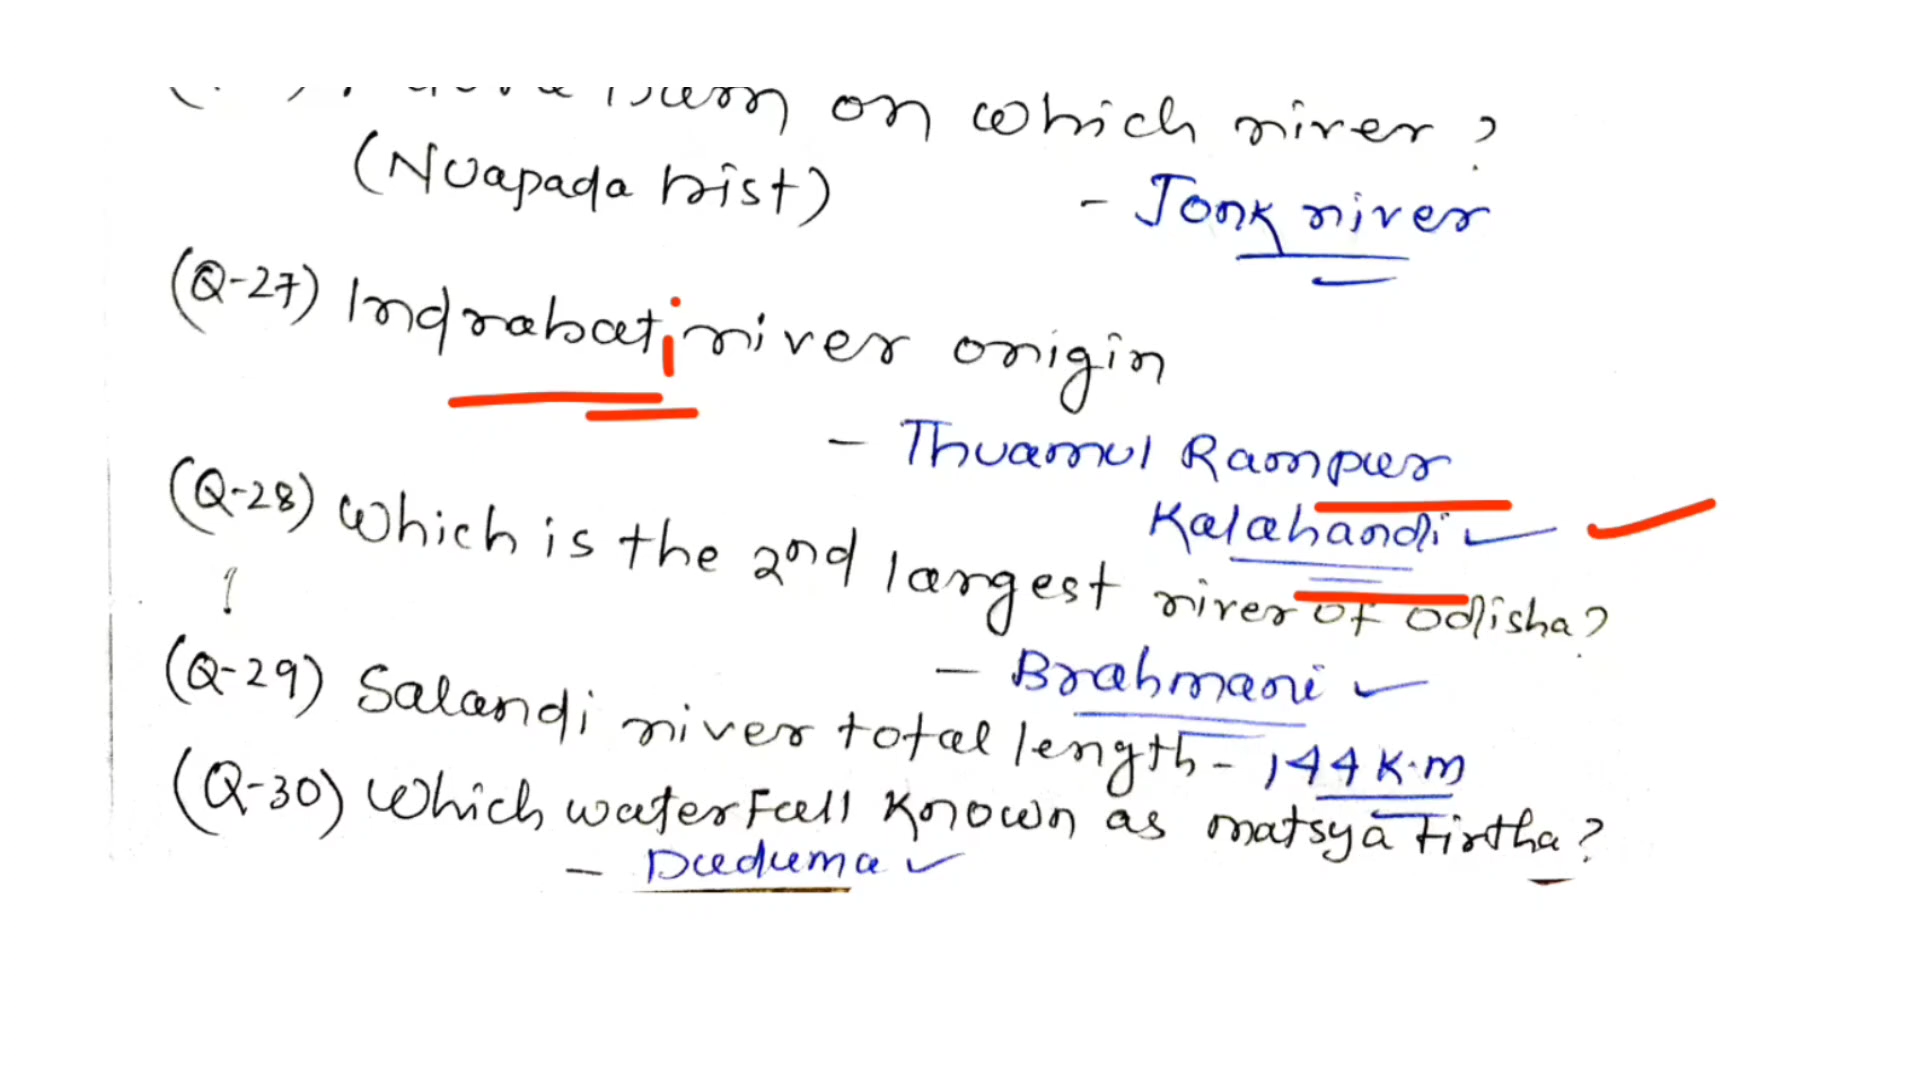 on which river?
(Nuapada Dist)
- Jonk river
(Q-27) Indrabati river origin
- Thuamul Rampur
Kalahandi
(Q-28) Which is the 2nd largest river of Odisha?
- Brahmani
(Q-29) Salandi river total length - 144 K.m
(Q-30) Which waterfall known as matsya Tirtha?
- Duduma